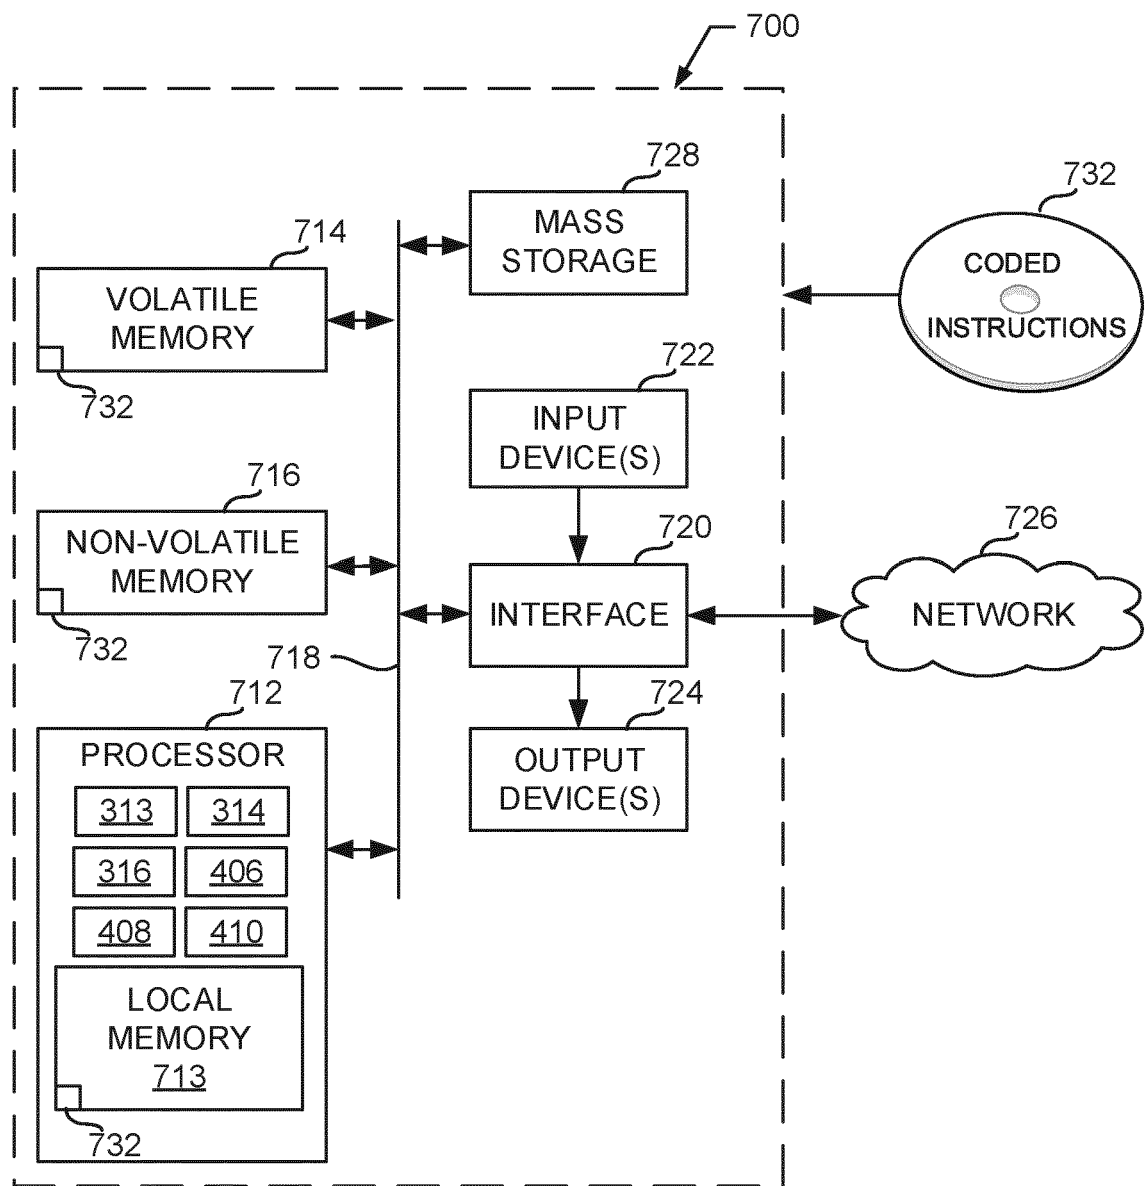 700
728
MASS
STORAGE
732
CODED
INSTRUCTIONS
714
VOLATILE
MEMORY
732
722
INPUT
DEVICE(S)
716
NON-VOLATILE
MEMORY
732
720
INTERFACE
726
NETWORK
718
712
PROCESSOR
313 314
316 406
408 410
LOCAL
MEMORY
713
732
724
OUTPUT
DEVICE(S)